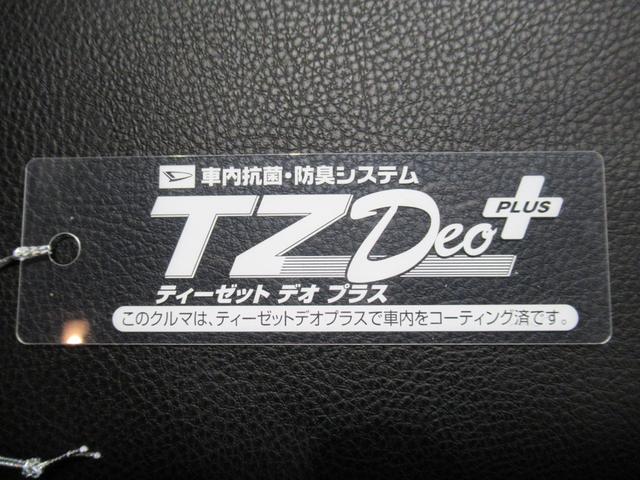 車内抗菌・防臭システム
TZ Deo PLUS
ティーゼット デオ プラス
このクルマは、ティーゼットデオプラスで車内をコーティング済です。